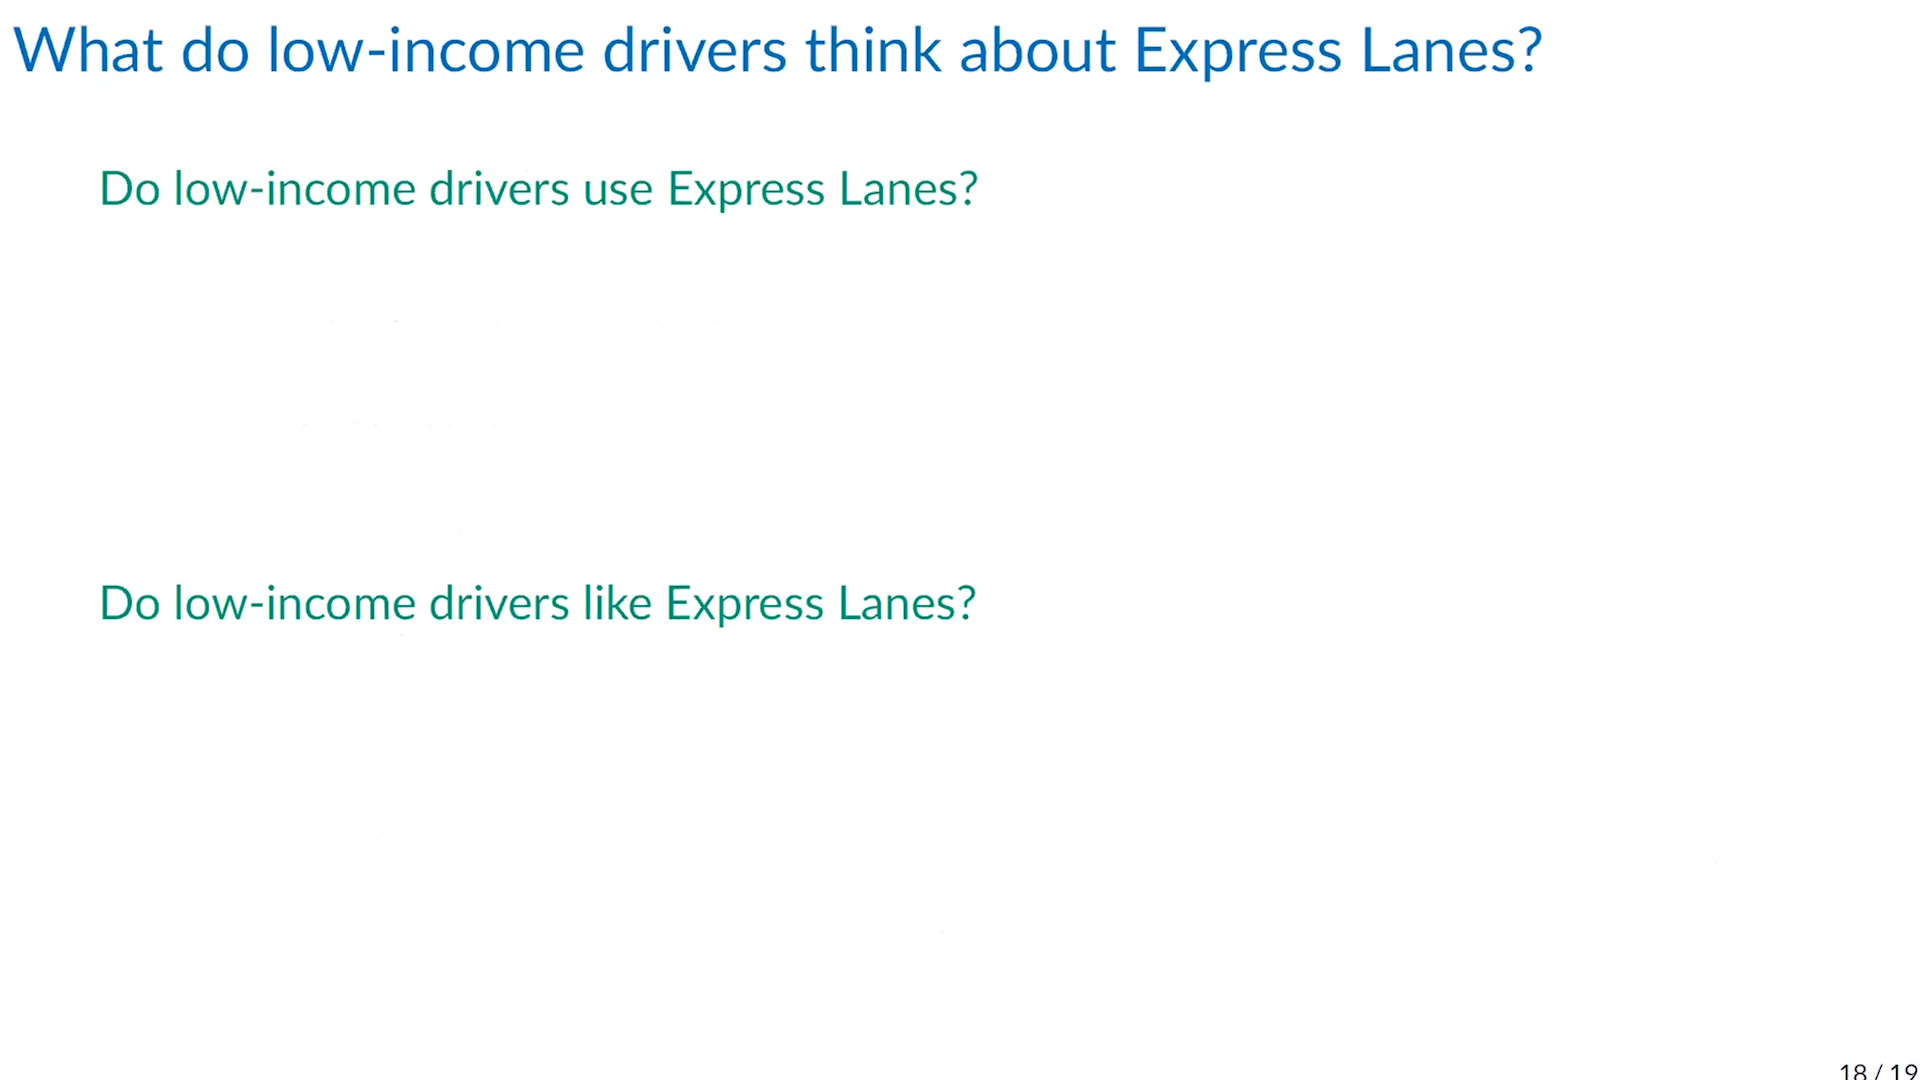 What do low-income drivers think about Express Lanes?
Do low-income drivers use Express Lanes?
Do low-income drivers like Express Lanes?
18 / 19